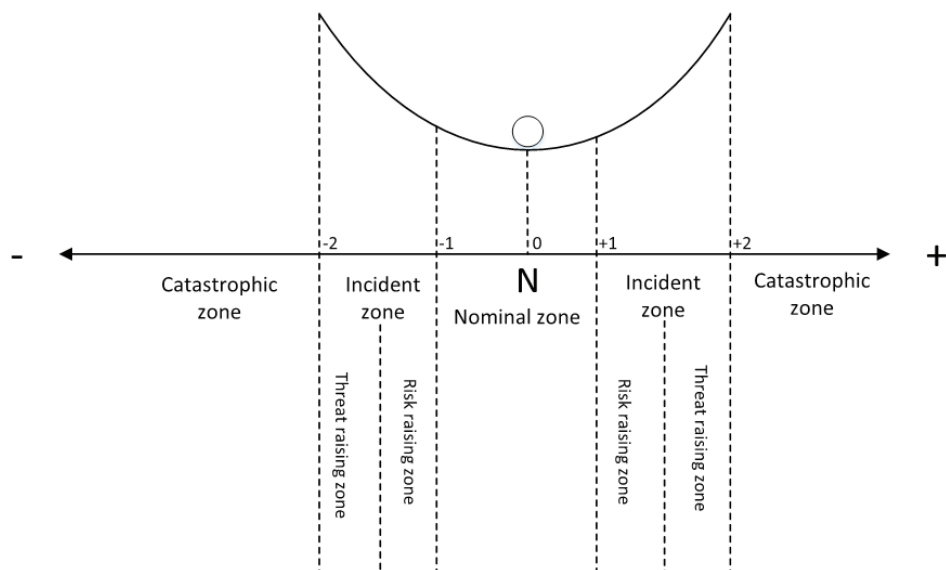 -2
-1
0
+1
+2
-
+
N
Catastrophic
zone
Incident
zone
Nominal zone
Incident
zone
Catastrophic
zone
Threat raising zone
Risk raising zone
Risk raising zone
Threat raising zone